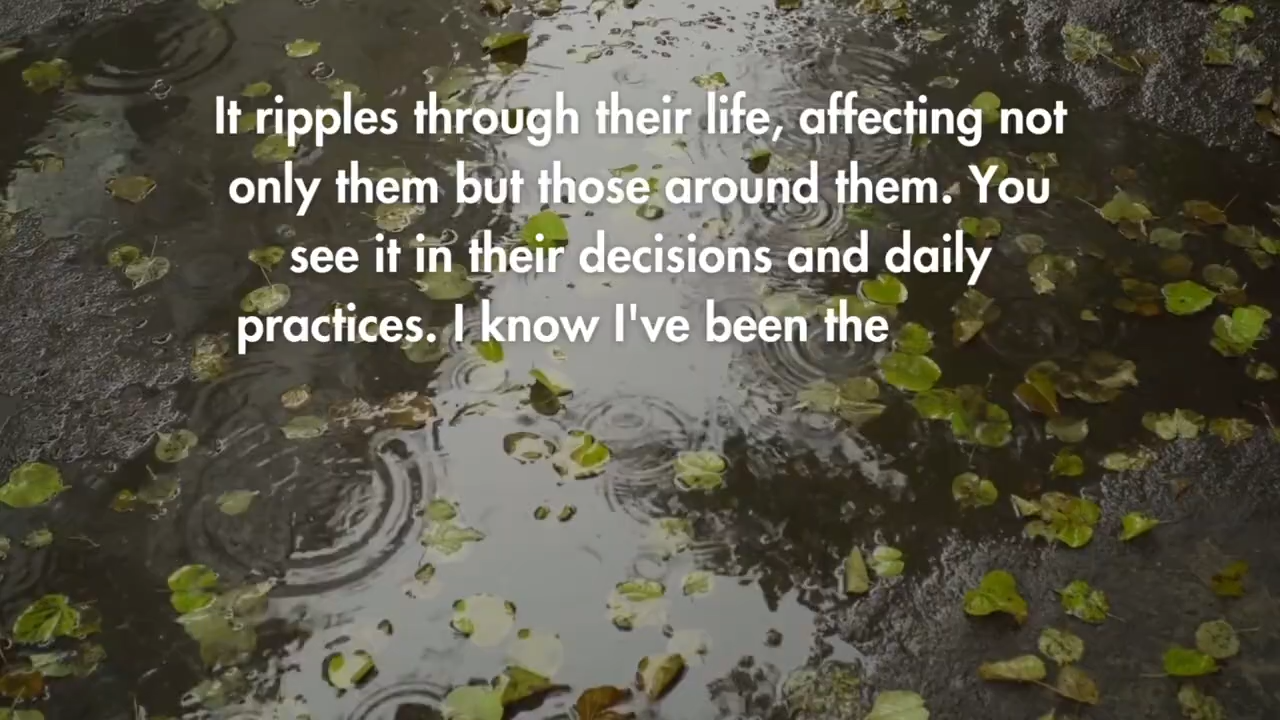 It ripples through their life, affecting not
only them but those around them. You
see it in their decisions and daily
practices. I know I've been the